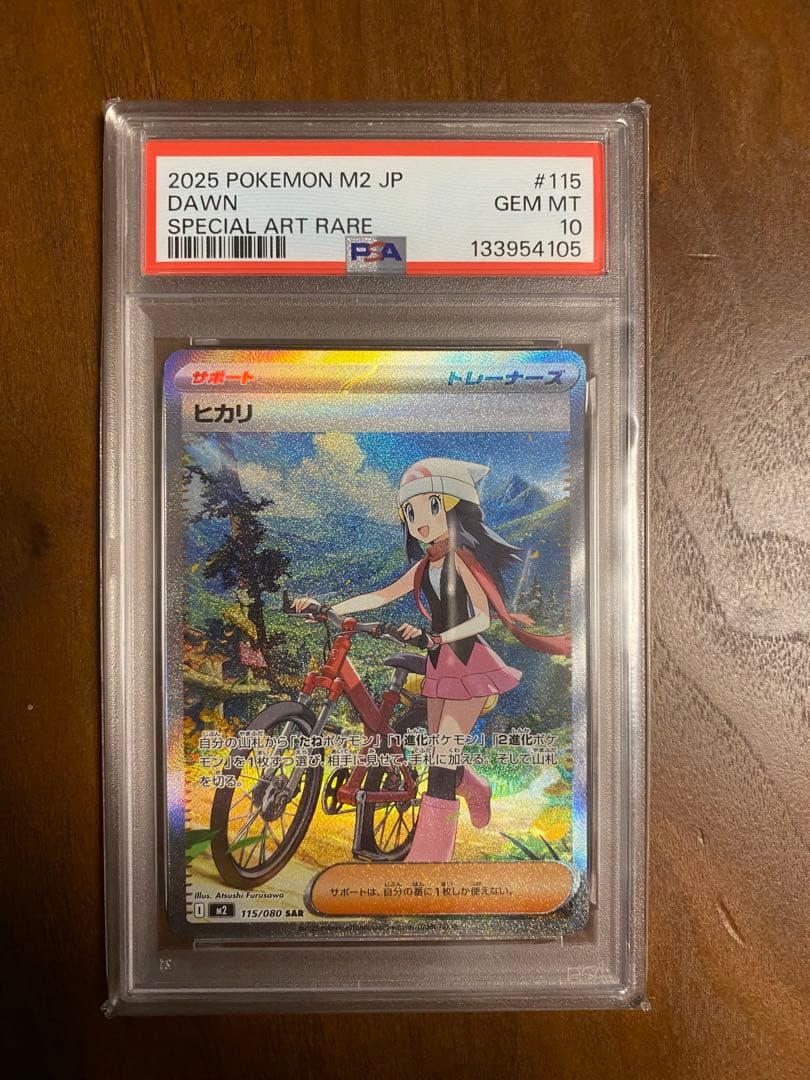 2025 POKEMON M2 JP #115
DAWN GEM MT
SPECIAL ART RARE 10
PSA 133954105
サポート トレーナーズ
ヒカリ
自分の山札から「たねポケモン」「1進化ポケモン」「2進化ポケ
モン」を1枚ずつ選び、相手に見せて、手札に加える。そして山札
を切る。
Illus. Atsushi Furusawa
サポートは、自分の番に1枚しか使えない。
I M2 115/080 SAR